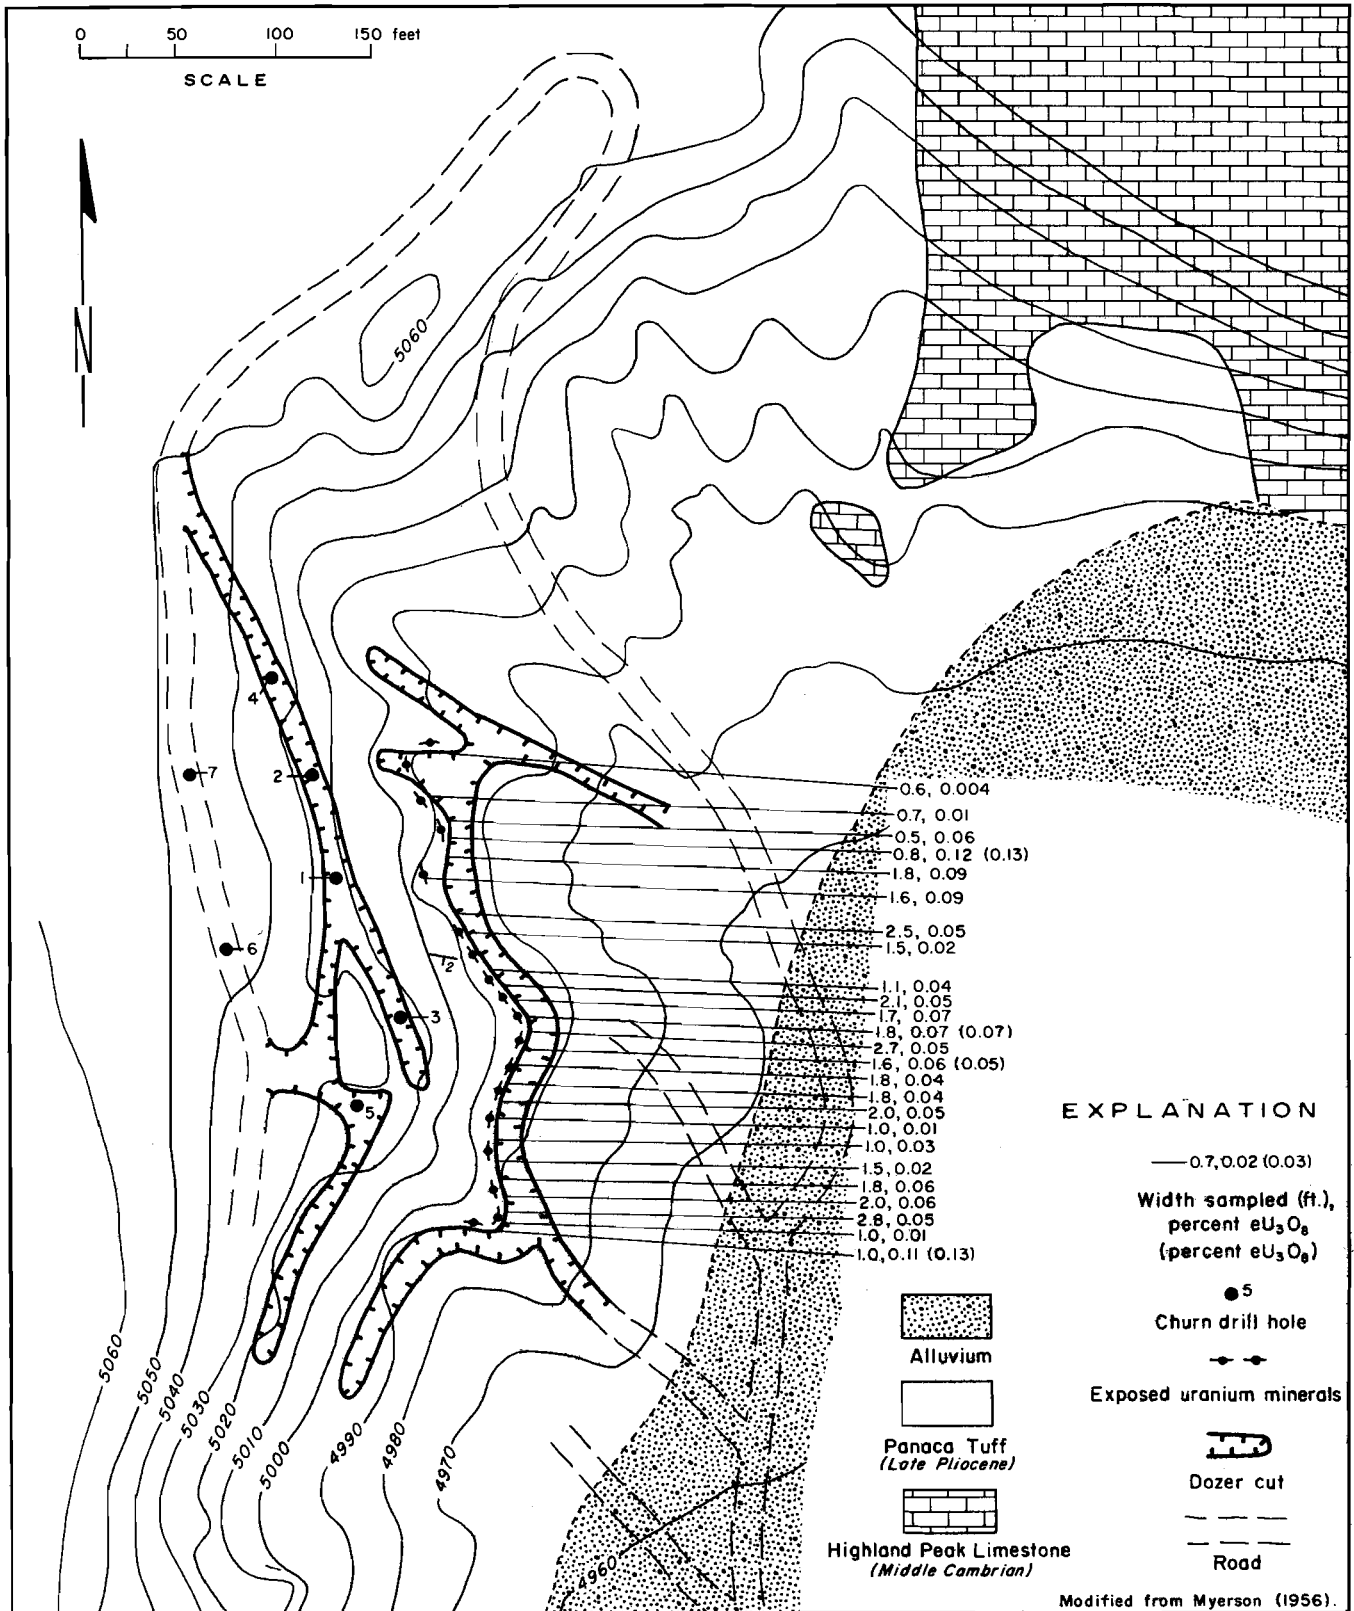 0 50 100 150 feet
SCALE
N
5060
4
7
2
1
6
3
5
12
0.6, 0.004
0.7, 0.01
0.5, 0.06
0.8, 0.12 (0.13)
1.8, 0.09
1.6, 0.09
2.5, 0.05
1.5, 0.02
1.1, 0.04
2.1, 0.05
1.7, 0.07
1.8, 0.07 (0.07)
2.7, 0.05
1.6, 0.06 (0.05)
1.8, 0.04
1.8, 0.04
2.0, 0.05
1.0, 0.01
1.0, 0.03
1.5, 0.02
1.8, 0.06
2.0, 0.06
2.8, 0.05
1.0, 0.01
1.0, 0.11 (0.13)
5060
5050
5040
5030
5020
5010
5000
4990
4980
4970
4960
EXPLANATION
0.7, 0.02 (0.03)
Width sampled (ft.),
percent eU₃O₈
(percent eU₃O₈)
5
Churn drill hole
Exposed uranium minerals
Dozer cut
Road
Alluvium
Panaca Tuff
(Late Pliocene)
Highland Peak Limestone
(Middle Cambrian)
Modified from Myerson (1956).